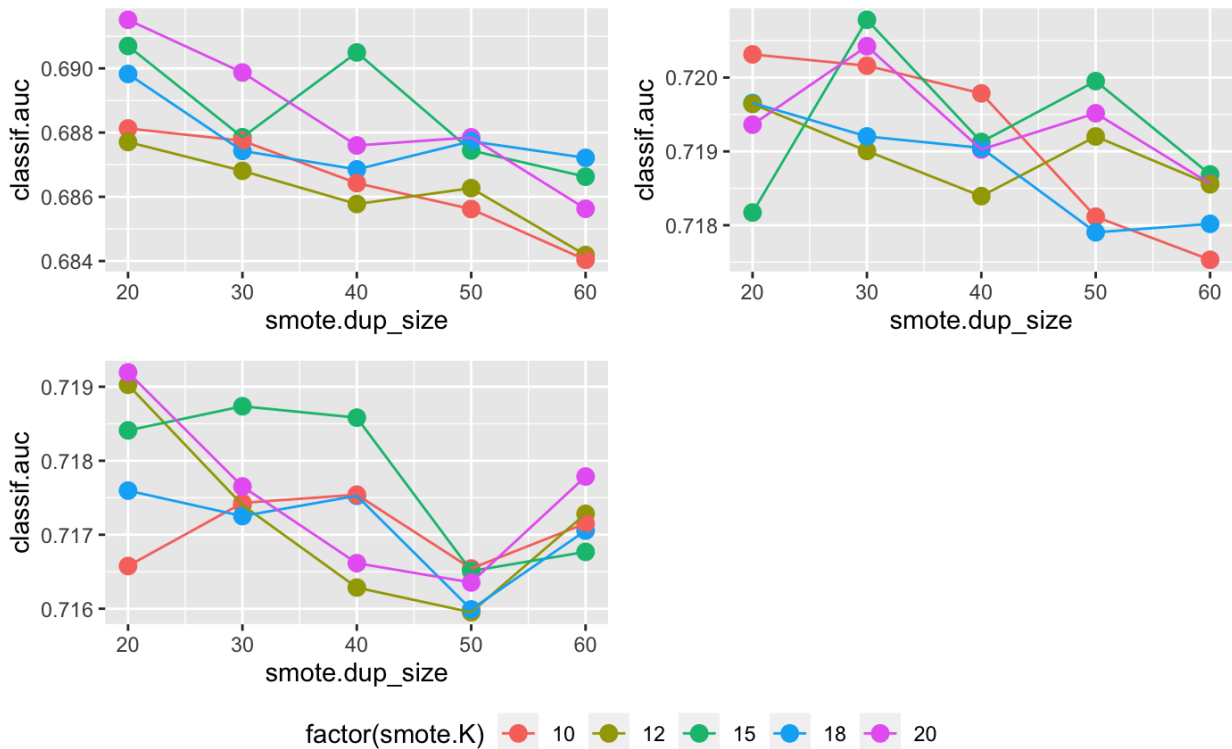 classif.auc
0.690
0.688
0.686
0.684
20 30 40 50 60
smote.dup_size
classif.auc
0.720
0.719
0.718
20 30 40 50 60
smote.dup_size
classif.auc
0.719
0.718
0.717
0.716
20 30 40 50 60
smote.dup_size
factor(smote.K) 10 12 15 18 20